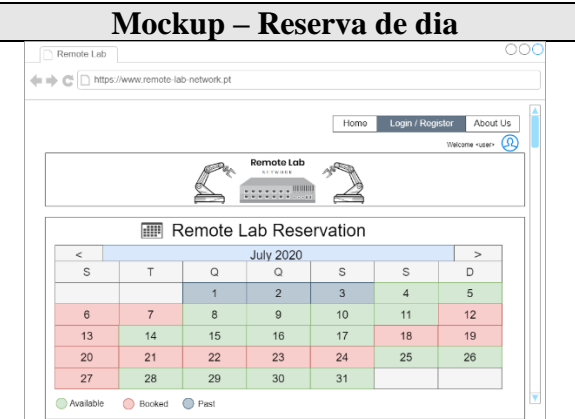 Mockup – Reserva de dia
Remote Lab
https://www.remote-lab-network.pt
Home Login / Register About Us
Welcome <user>
Remote Lab
NETWORK
Remote Lab Reservation
< July 2020 >
S T Q Q S S D
1 2 3 4 5
6 7 8 9 10 11 12
13 14 15 16 17 18 19
20 21 22 23 24 25 26
27 28 29 30 31
Available Booked Past